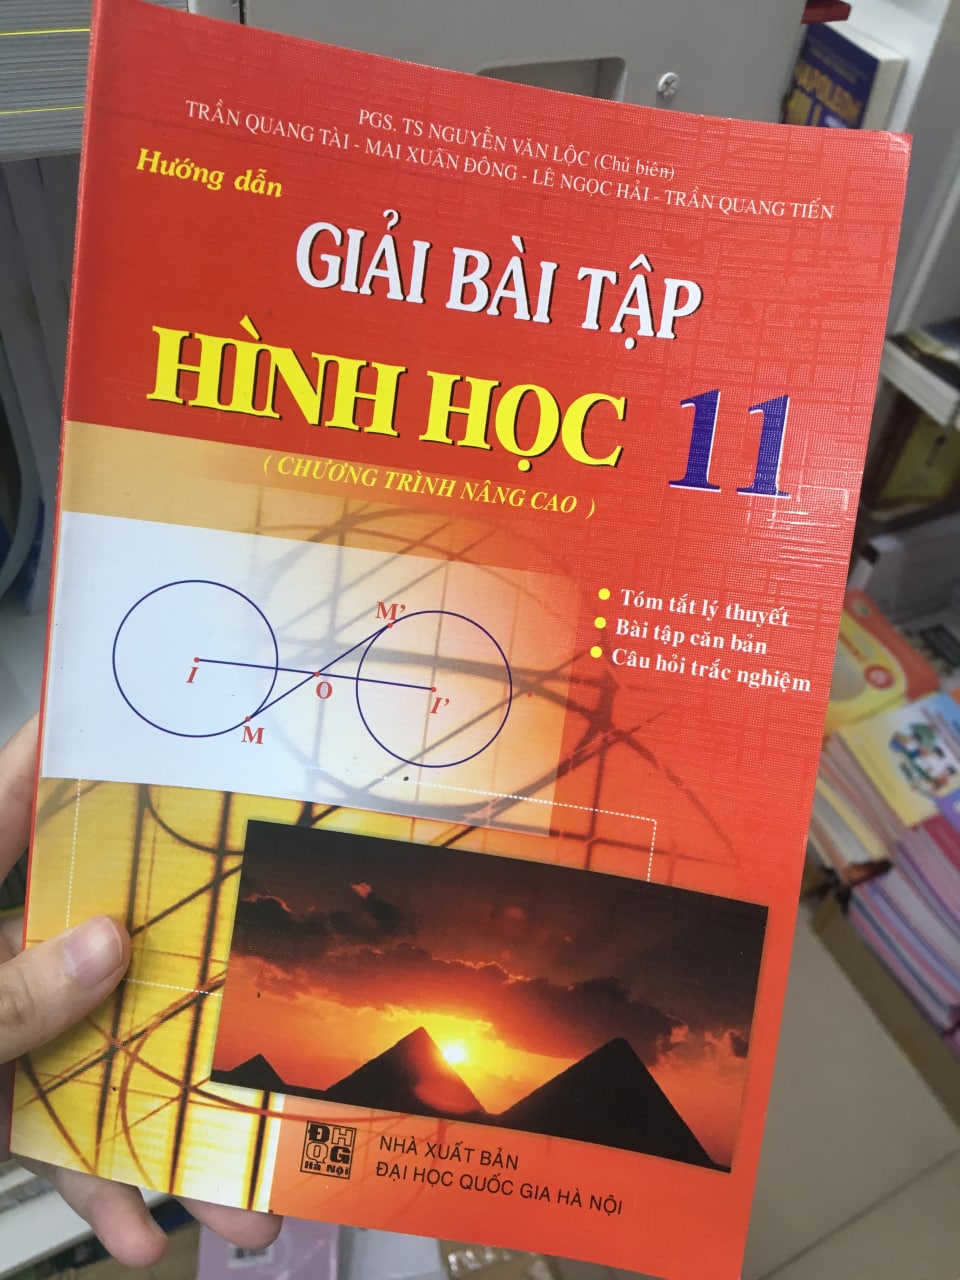 PGS. TS NGUYỄN VĂN LỘC (Chủ biên)
TRẦN QUANG TÀI - MAI XUÂN ĐÔNG - LÊ NGỌC HẢI - TRẦN QUANG TIẾN
Hướng dẫn
GIẢI BÀI TẬP
HÌNH HỌC 11
( CHƯƠNG TRÌNH NÂNG CAO )
Tóm tắt lý thuyết
Bài tập căn bản
Câu hỏi trắc nghiệm
M'
I
O
I'
M
ĐH
QG
Hà Nội
NHÀ XUẤT BẢN
ĐẠI HỌC QUỐC GIA HÀ NỘI